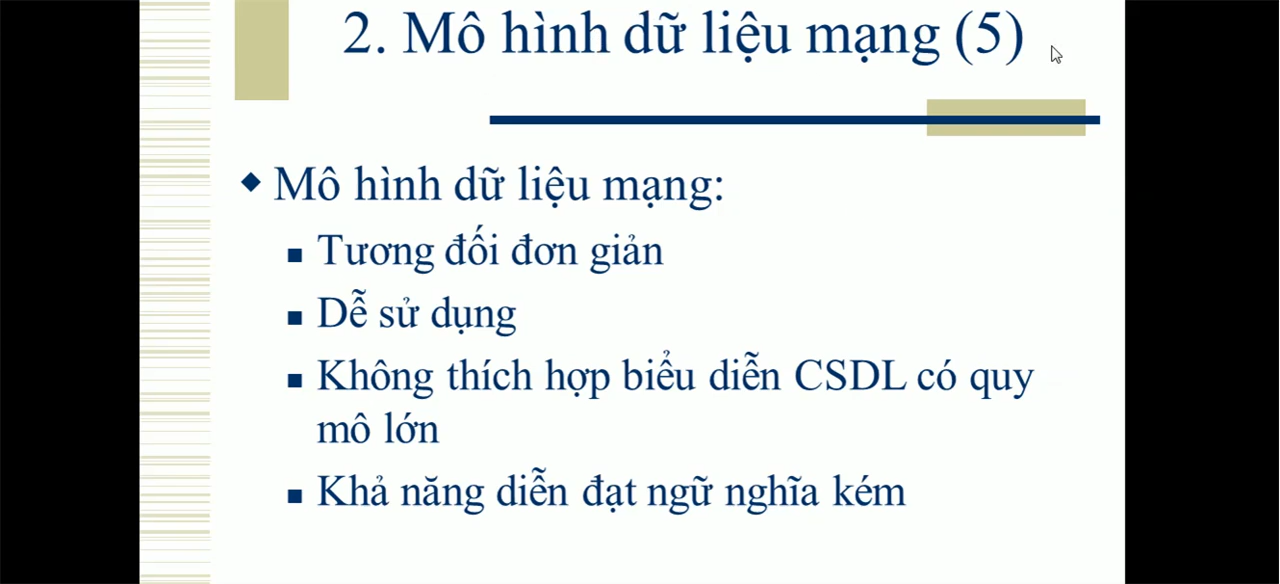 2. Mô hình dữ liệu mạng (5)
Mô hình dữ liệu mạng:
Tương đối đơn giản
Dễ sử dụng
Không thích hợp biểu diễn CSDL có quy
mô lớn
Khả năng diễn đạt ngữ nghĩa kém